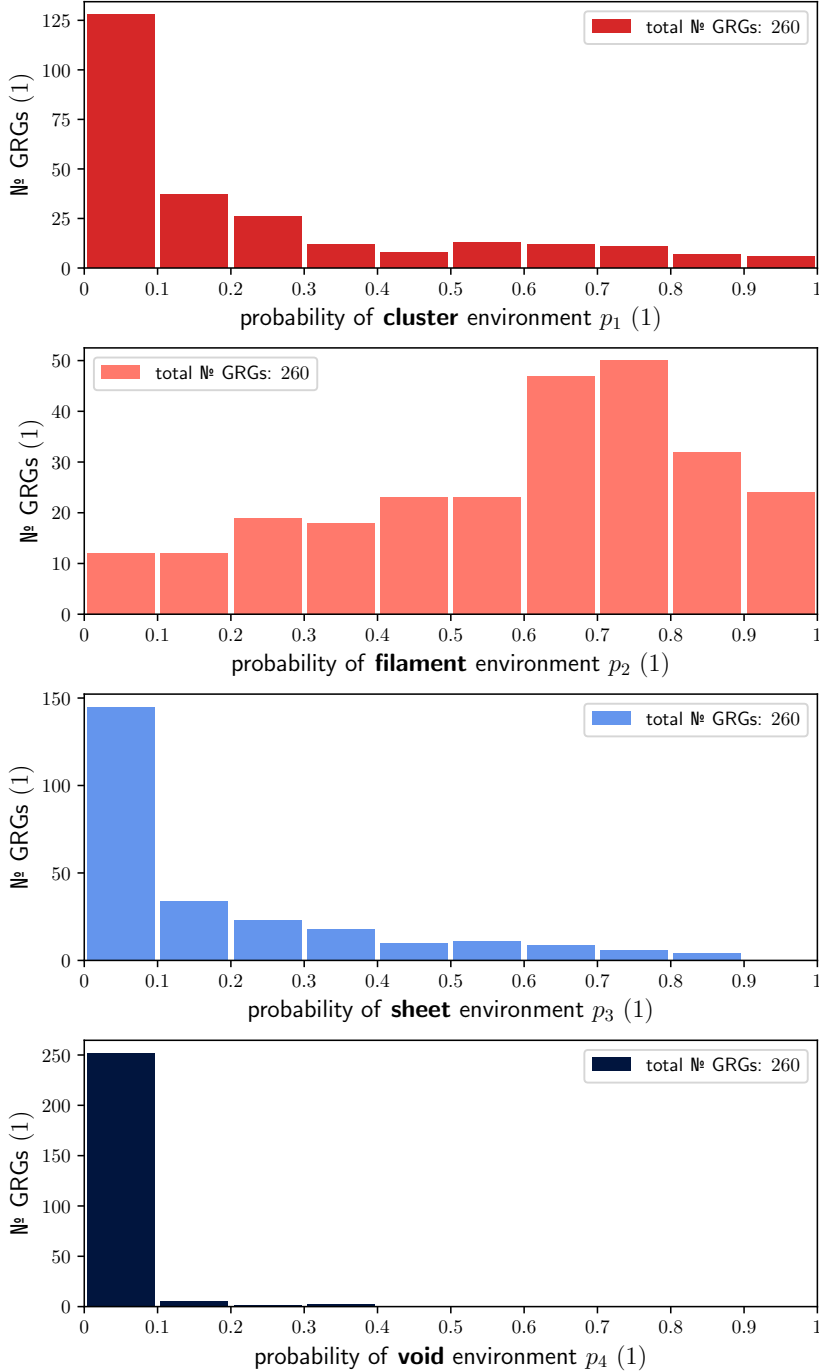 125
100
75
50
25
0
№ GRGs (1)
total № GRGs: 260
0 0.1 0.2 0.3 0.4 0.5 0.6 0.7 0.8 0.9 1
probability of cluster environment p₁ (1)
50
40
30
20
10
0
№ GRGs (1)
total № GRGs: 260
0 0.1 0.2 0.3 0.4 0.5 0.6 0.7 0.8 0.9 1
probability of filament environment p₂ (1)
150
100
50
0
№ GRGs (1)
total № GRGs: 260
0 0.1 0.2 0.3 0.4 0.5 0.6 0.7 0.8 0.9 1
probability of sheet environment p₃ (1)
250
200
150
100
50
0
№ GRGs (1)
total № GRGs: 260
0 0.1 0.2 0.3 0.4 0.5 0.6 0.7 0.8 0.9 1
probability of void environment p₄ (1)